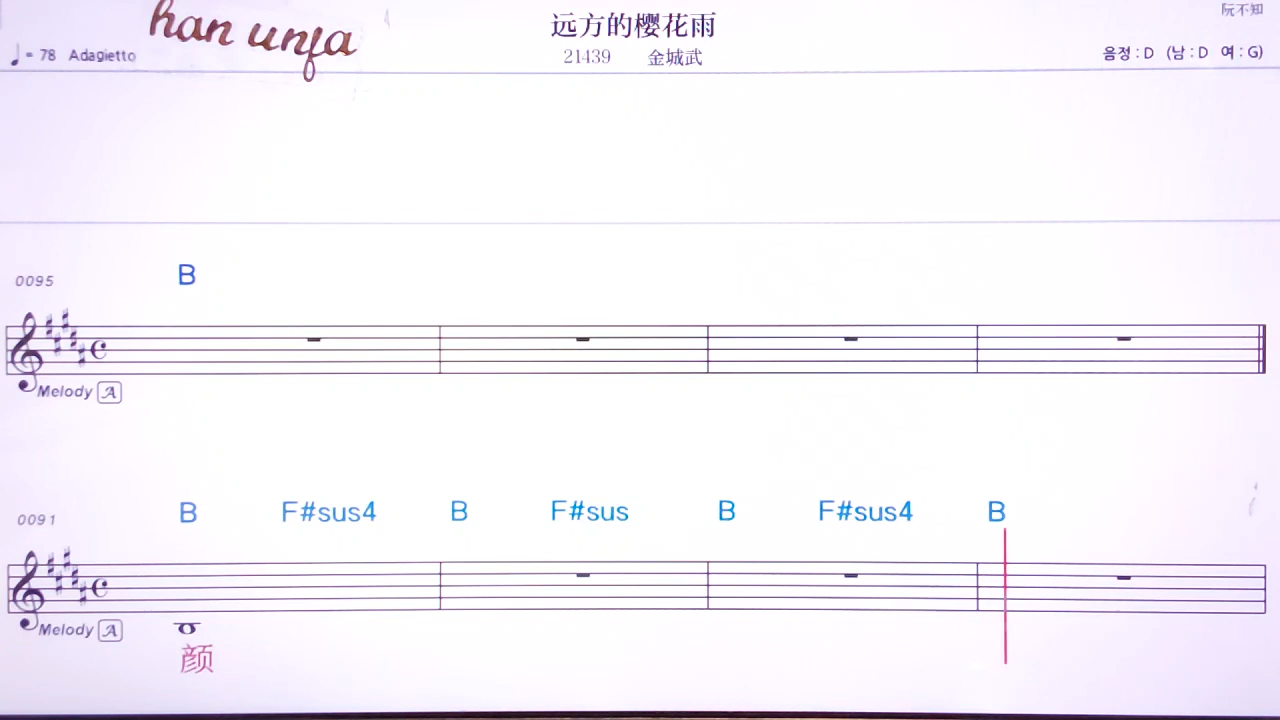 han unfa
远方的樱花雨
阮不知
♩= 78 Adagietto
21439 金城武
음정 : D (남 : D 여 : G)
0095
B
Melody A
0091
B F#sus4 B F#sus B F#sus4 B
Melody A
颜